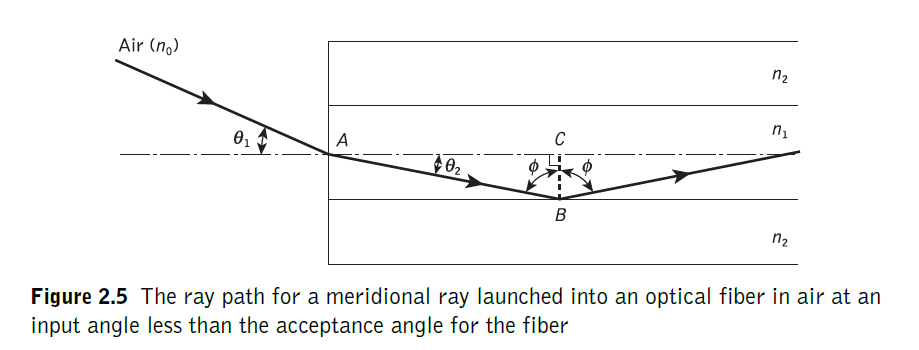 Air (n₀)
n₂
θ₁
A
C
n₁
θ₂
ϕ
ϕ
B
n₂
Figure 2.5 The ray path for a meridional ray launched into an optical fiber in air at an
input angle less than the acceptance angle for the fiber